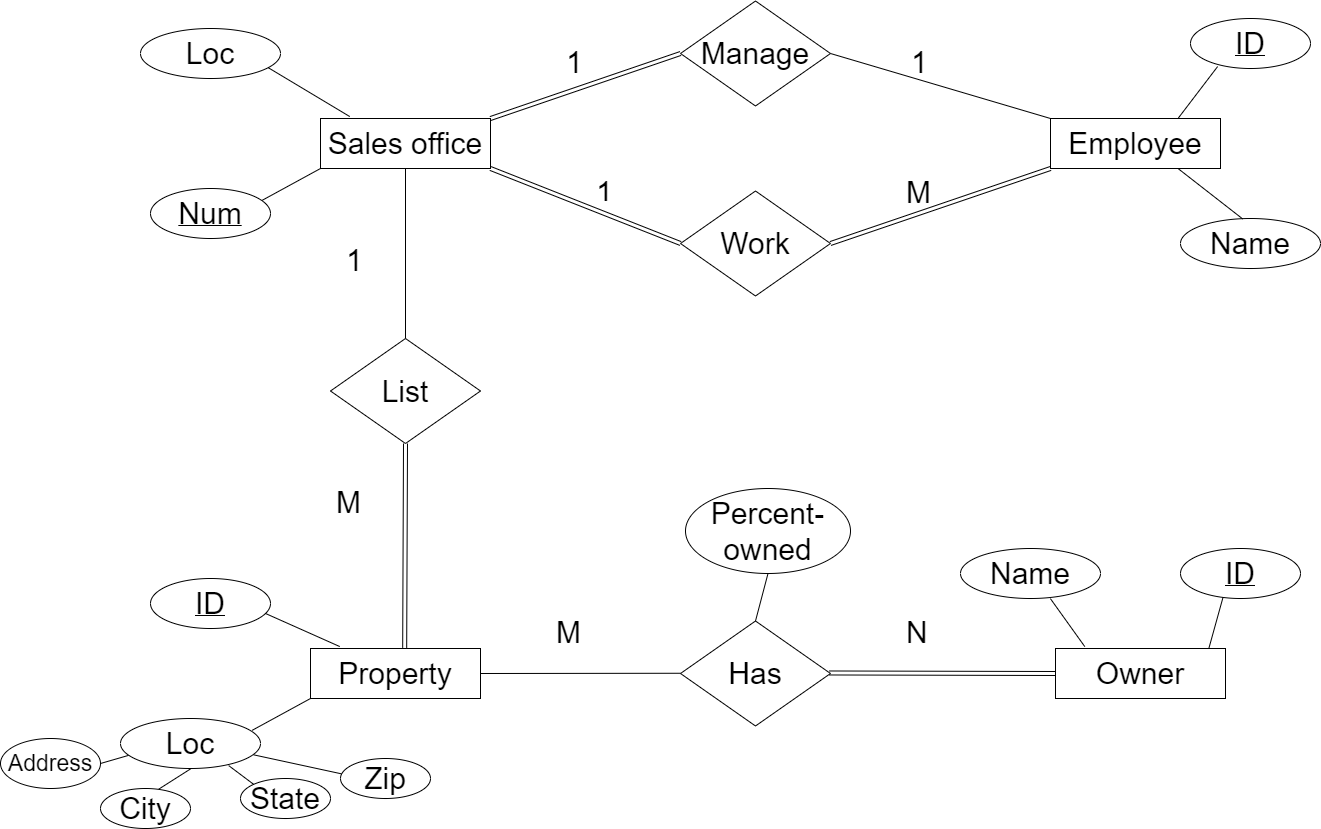 Manage
Loc
ID
1
1
Sales office
Employee
1
M
Num
Work
Name
1
List
M
Percent-
owned
ID
Name
ID
M
N
Property
Has
Owner
Loc
Address
Zip
City
State